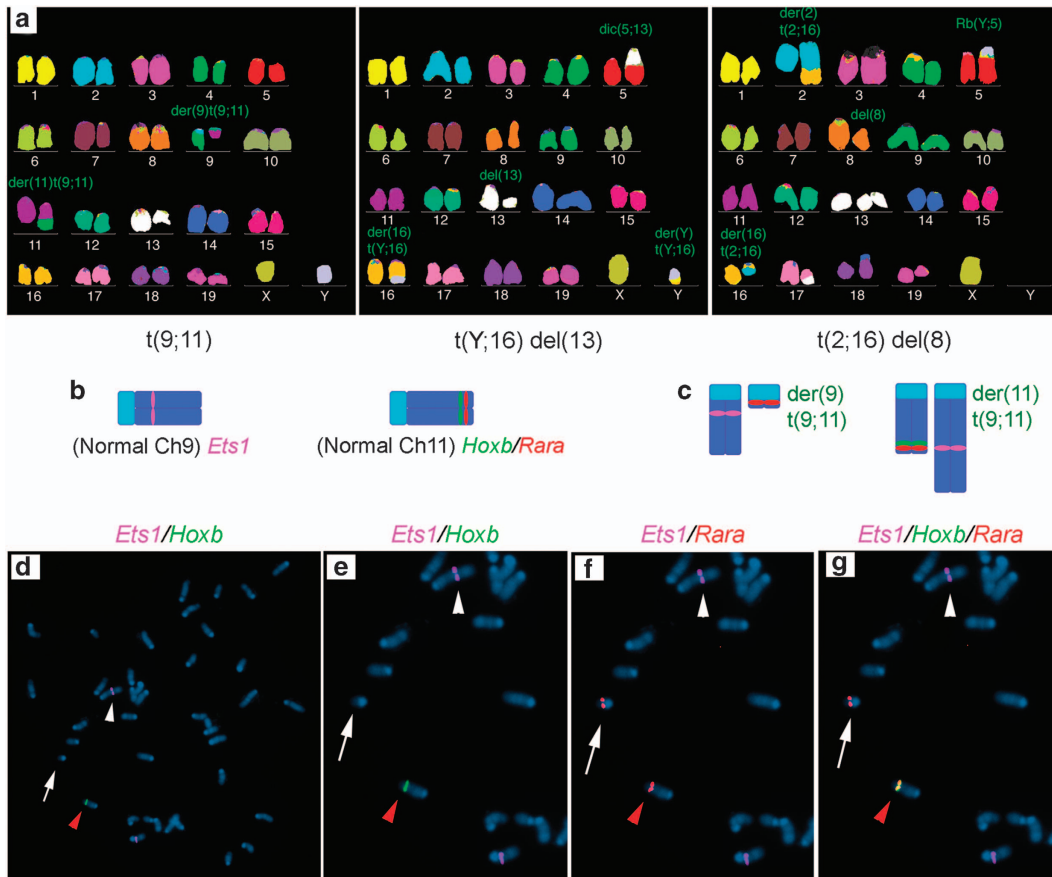 a
1 2 3 4 5
der(9)t(9;11)
6 7 8 9 10
der(11)t(9;11)
11 12 13 14 15
16 17 18 19 X Y
dic(5;13)
1 2 3 4 5
6 7 8 9 10
del(13)
11 12 13 14 15
der(16)
t(Y;16)
der(Y)
t(Y;16)
16 17 18 19 X Y
der(2)
t(2;16)
Rb(Y;5)
1 2 3 4 5
del(8)
6 7 8 9 10
11 12 13 14 15
der(16)
t(2;16)
16 17 18 19 X Y
t(9;11)
t(Y;16) del(13)
t(2;16) del(8)
b
(Normal Ch9) Ets1
(Normal Ch11) Hoxb/Rara
c
der(9)
t(9;11)
der(11)
t(9;11)
Ets1/Hoxb
Ets1/Hoxb
Ets1/Rara
Ets1/Hoxb/Rara
d
e
f
g